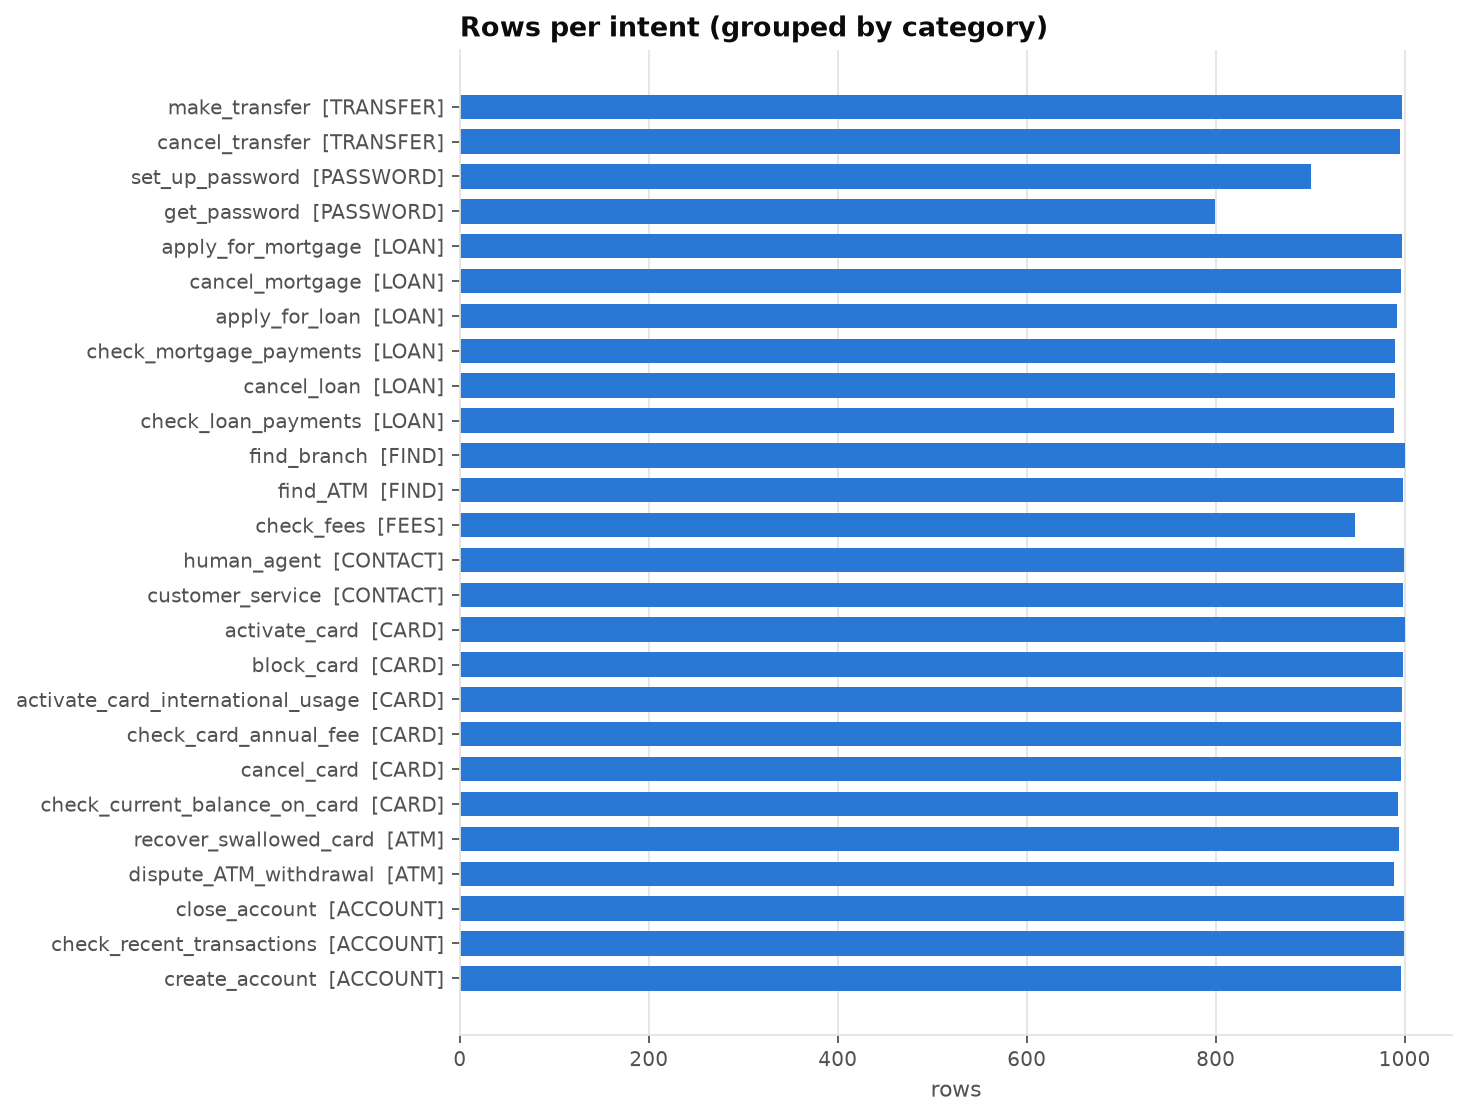 Rows per intent (grouped by category)
make_transfer [TRANSFER]
cancel_transfer [TRANSFER]
set_up_password [PASSWORD]
get_password [PASSWORD]
apply_for_mortgage [LOAN]
cancel_mortgage [LOAN]
apply_for_loan [LOAN]
check_mortgage_payments [LOAN]
cancel_loan [LOAN]
check_loan_payments [LOAN]
find_branch [FIND]
find_ATM [FIND]
check_fees [FEES]
human_agent [CONTACT]
customer_service [CONTACT]
activate_card [CARD]
block_card [CARD]
activate_card_international_usage [CARD]
check_card_annual_fee [CARD]
cancel_card [CARD]
check_current_balance_on_card [CARD]
recover_swallowed_card [ATM]
dispute_ATM_withdrawal [ATM]
close_account [ACCOUNT]
check_recent_transactions [ACCOUNT]
create_account [ACCOUNT]
0 200 400 600 800 1000
rows